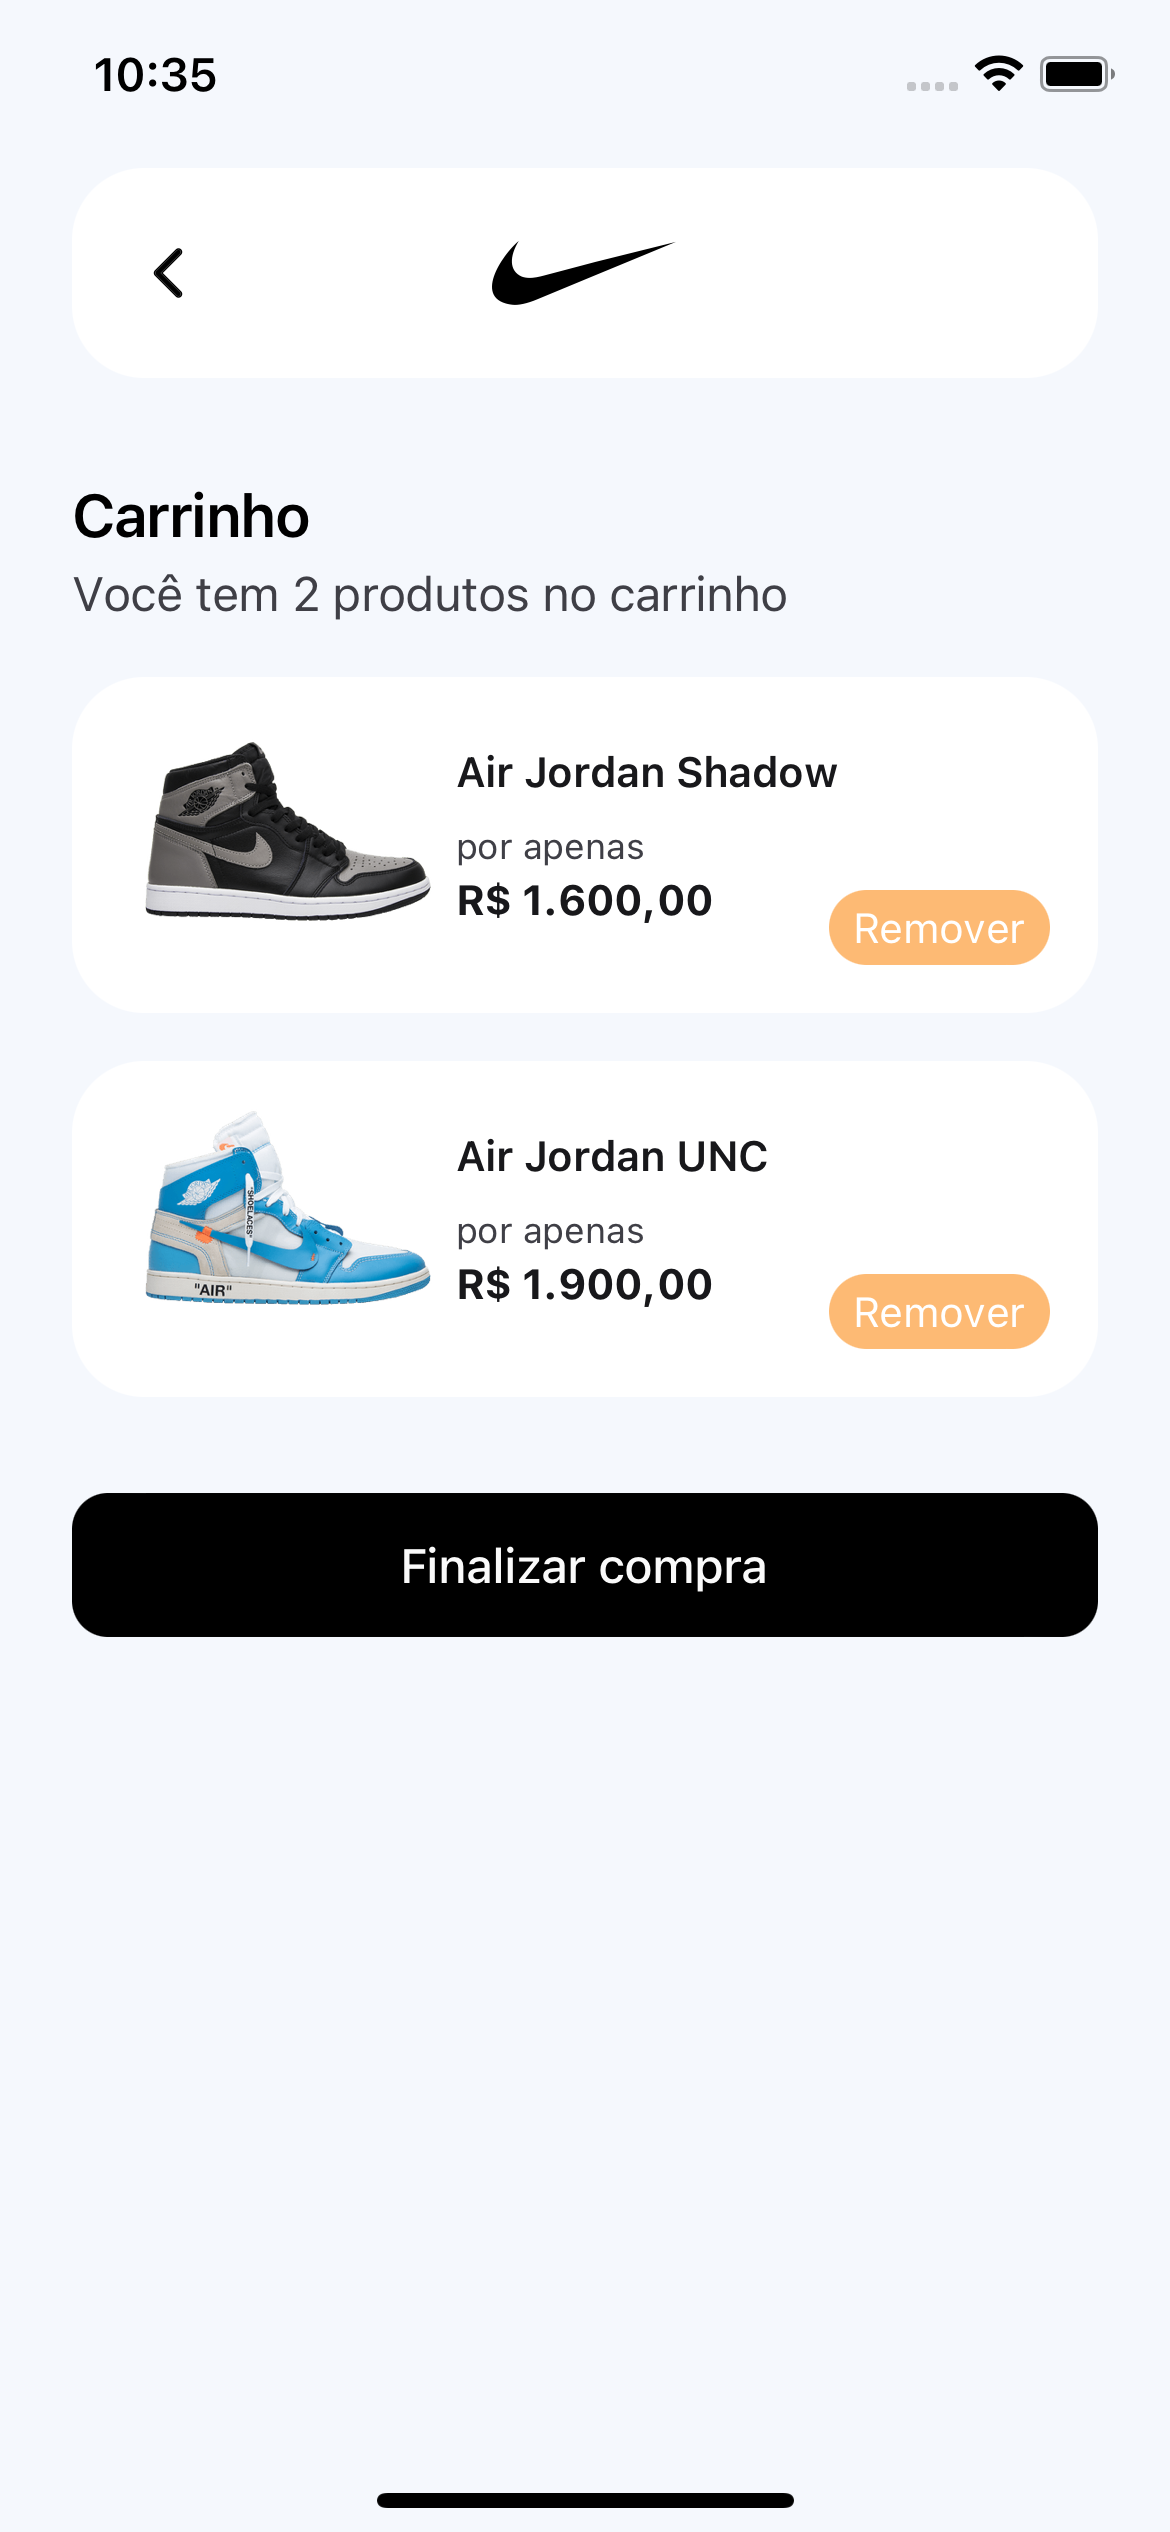 10:35
Carrinho
Você tem 2 produtos no carrinho
Air Jordan Shadow
por apenas
R$ 1.600,00
Remover
Air Jordan UNC
por apenas
R$ 1.900,00
Remover
"SHOELACES"
"AIR"
Finalizar compra